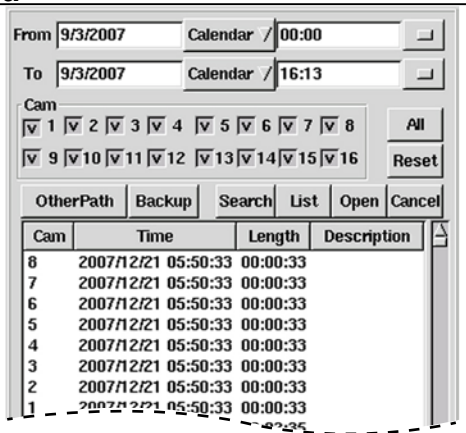 From 9/3/2007 Calendar 00:00
To 9/3/2007 Calendar 16:13
Cam
v 1 v 2 v 3 v 4 v 5 v 6 v 7 v 8 All
v 9 v 10 v 11 v 12 v 13 v 14 v 15 v 16 Reset
OtherPath Backup Search List Open Cancel
Cam Time Length Description
8 2007/12/21 05:50:33 00:00:33
7 2007/12/21 05:50:33 00:00:33
6 2007/12/21 05:50:33 00:00:33
5 2007/12/21 05:50:33 00:00:33
4 2007/12/21 05:50:33 00:00:33
3 2007/12/21 05:50:33 00:00:33
2 2007/12/21 05:50:33 00:00:33
1 2007/12/21 05:50:33 00:00:33